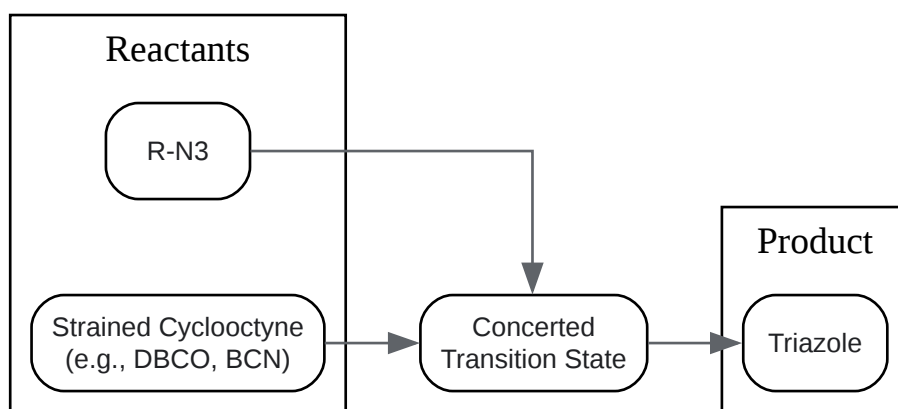 Reactants
R-N3
Strained Cyclooctyne
(e.g., DBCO, BCN)
Concerted
Transition State
Product
Triazole